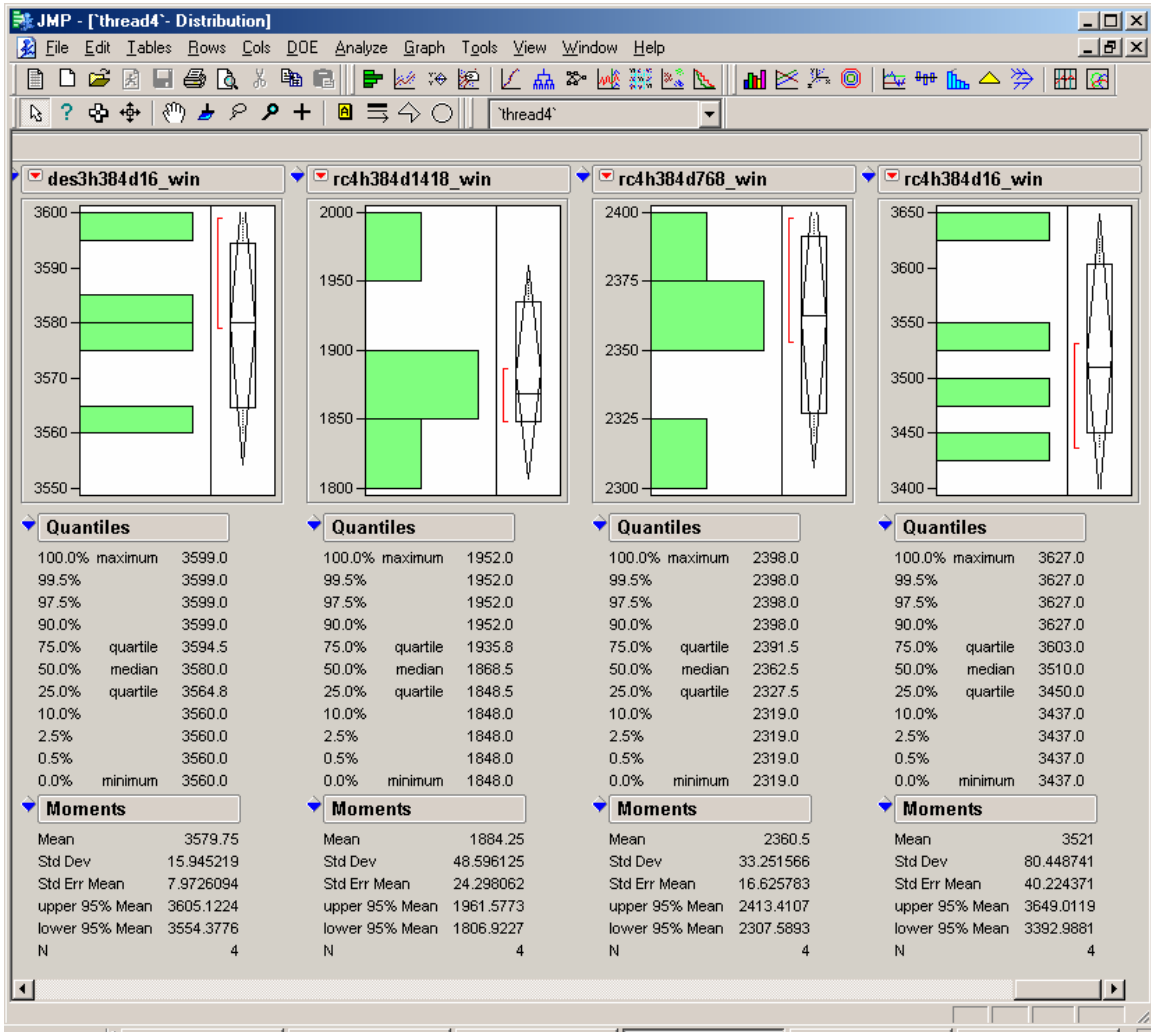 JMP - [`thread4`- Distribution]
File Edit Tables Rows Cols DOE Analyze Graph Tools View Window Help
`thread4`
des3h384d16_win
3600
3590
3580
3570
3560
3550
Quantiles
100.0% maximum 3599.0
99.5% 3599.0
97.5% 3599.0
90.0% 3599.0
75.0% quartile 3594.5
50.0% median 3580.0
25.0% quartile 3564.8
10.0% 3560.0
2.5% 3560.0
0.5% 3560.0
0.0% minimum 3560.0
Moments
Mean 3579.75
Std Dev 15.945219
Std Err Mean 7.9726094
upper 95% Mean 3605.1224
lower 95% Mean 3554.3776
N 4
rc4h384d1418_win
2000
1950
1900
1850
1800
Quantiles
100.0% maximum 1952.0
99.5% 1952.0
97.5% 1952.0
90.0% 1952.0
75.0% quartile 1935.8
50.0% median 1868.5
25.0% quartile 1848.5
10.0% 1848.0
2.5% 1848.0
0.5% 1848.0
0.0% minimum 1848.0
Moments
Mean 1884.25
Std Dev 48.596125
Std Err Mean 24.298062
upper 95% Mean 1961.5773
lower 95% Mean 1806.9227
N 4
rc4h384d768_win
2400
2375
2350
2325
2300
Quantiles
100.0% maximum 2398.0
99.5% 2398.0
97.5% 2398.0
90.0% 2398.0
75.0% quartile 2391.5
50.0% median 2362.5
25.0% quartile 2327.5
10.0% 2319.0
2.5% 2319.0
0.5% 2319.0
0.0% minimum 2319.0
Moments
Mean 2360.5
Std Dev 33.251566
Std Err Mean 16.625783
upper 95% Mean 2413.4107
lower 95% Mean 2307.5893
N 4
rc4h384d16_win
3650
3600
3550
3500
3450
3400
Quantiles
100.0% maximum 3627.0
99.5% 3627.0
97.5% 3627.0
90.0% 3627.0
75.0% quartile 3603.0
50.0% median 3510.0
25.0% quartile 3450.0
10.0% 3437.0
2.5% 3437.0
0.5% 3437.0
0.0% minimum 3437.0
Moments
Mean 3521
Std Dev 80.448741
Std Err Mean 40.224371
upper 95% Mean 3649.0119
lower 95% Mean 3392.9881
N 4